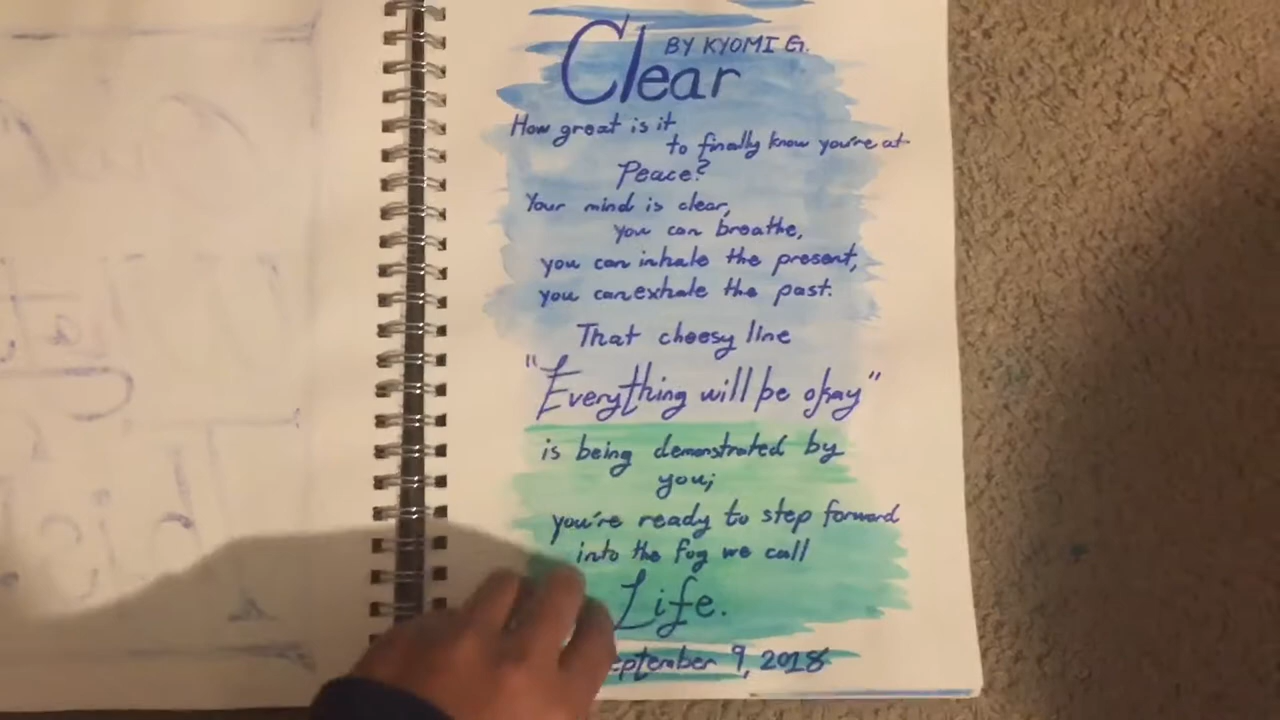 Clear
BY KYOMI G.
How great is it
to finally know you're at
Peace?
Your mind is clear,
you can breathe,
you can inhale the present,
you can exhale the past.
That cheesy line
"Everything will be okay"
is being demonstrated by
you;
you're ready to step forward
into the fog we call
Life.
eptember 9, 2018